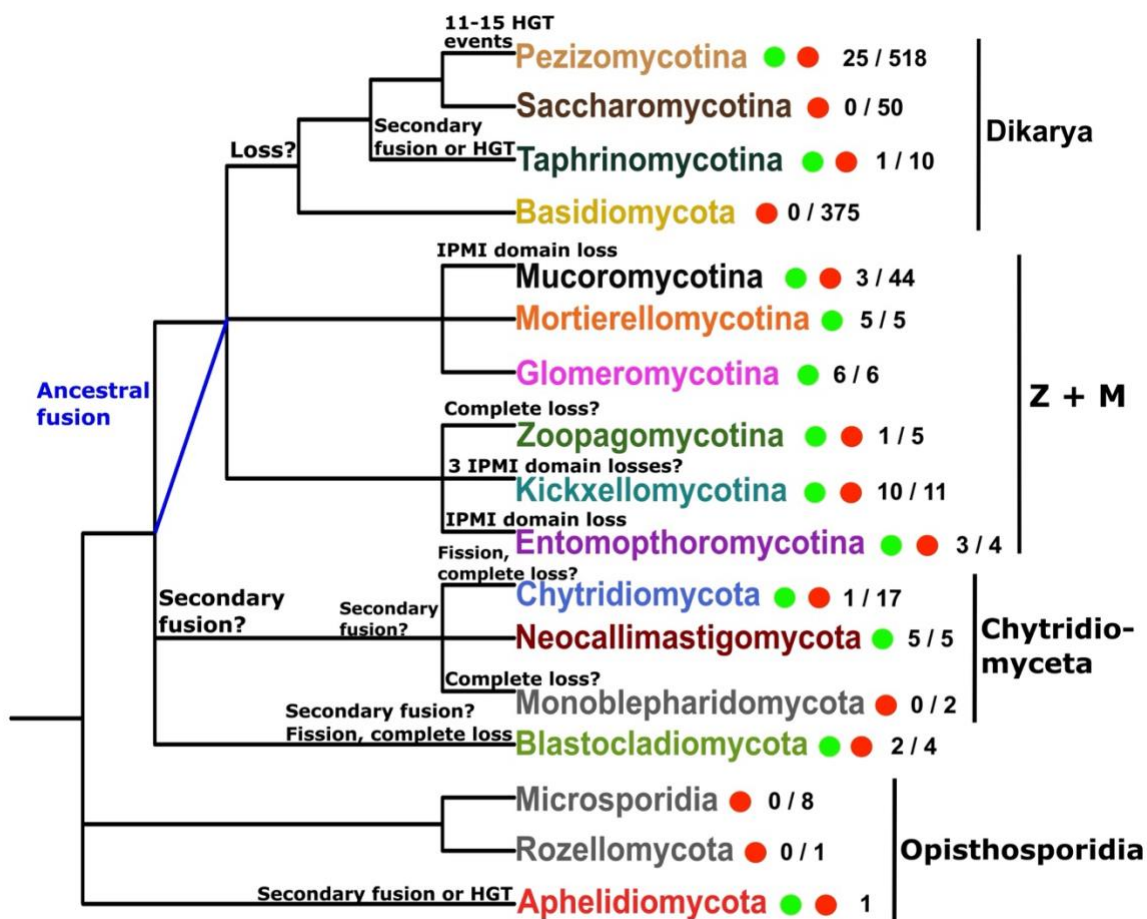 11-15 HGT
events
Pezizomycotina 25 / 518
Saccharomycotina 0 / 50
Secondary
fusion or HGT
Taphrinomycotina 1 / 10
Loss?
Basidiomycota 0 / 375
Dikarya
IPMI domain loss
Mucoromycotina 3 / 44
Mortierellomycotina 5 / 5
Glomeromycotina 6 / 6
Ancestral
fusion
Complete loss?
Zoopagomycotina 1 / 5
3 IPMI domain losses?
Kickxellomycotina 10 / 11
IPMI domain loss
Entomopthoromycotina 3 / 4
Z + M
Fission,
complete loss?
Chytridiomycota 1 / 17
Secondary
fusion?
Secondary
fusion?
Neocallimastigomycota 5 / 5
Complete loss?
Monoblepharidomycota 0 / 2
Chytridio-
myceta
Secondary fusion?
Fission, complete loss
Blastocladiomycota 2 / 4
Microsporidia 0 / 8
Rozellomycota 0 / 1
Secondary fusion or HGT
Aphelidiomycota 1
Opisthosporidia